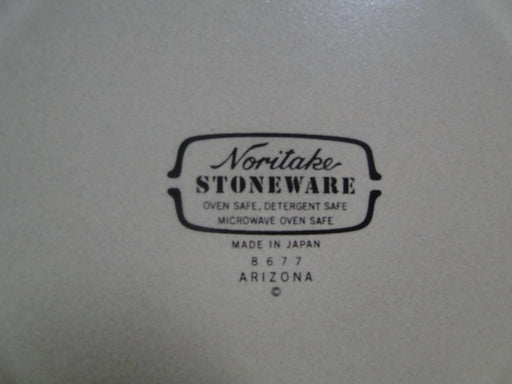 Noritake
STONEWARE
OVEN SAFE, DETERGENT SAFE
MICROWAVE OVEN SAFE
MADE IN JAPAN
8677
ARIZONA
©